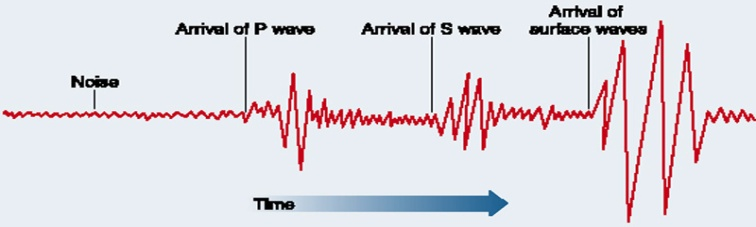 Arrival of
Arrival of P wave
Arrival of S wave
surface waves
Noise
Time